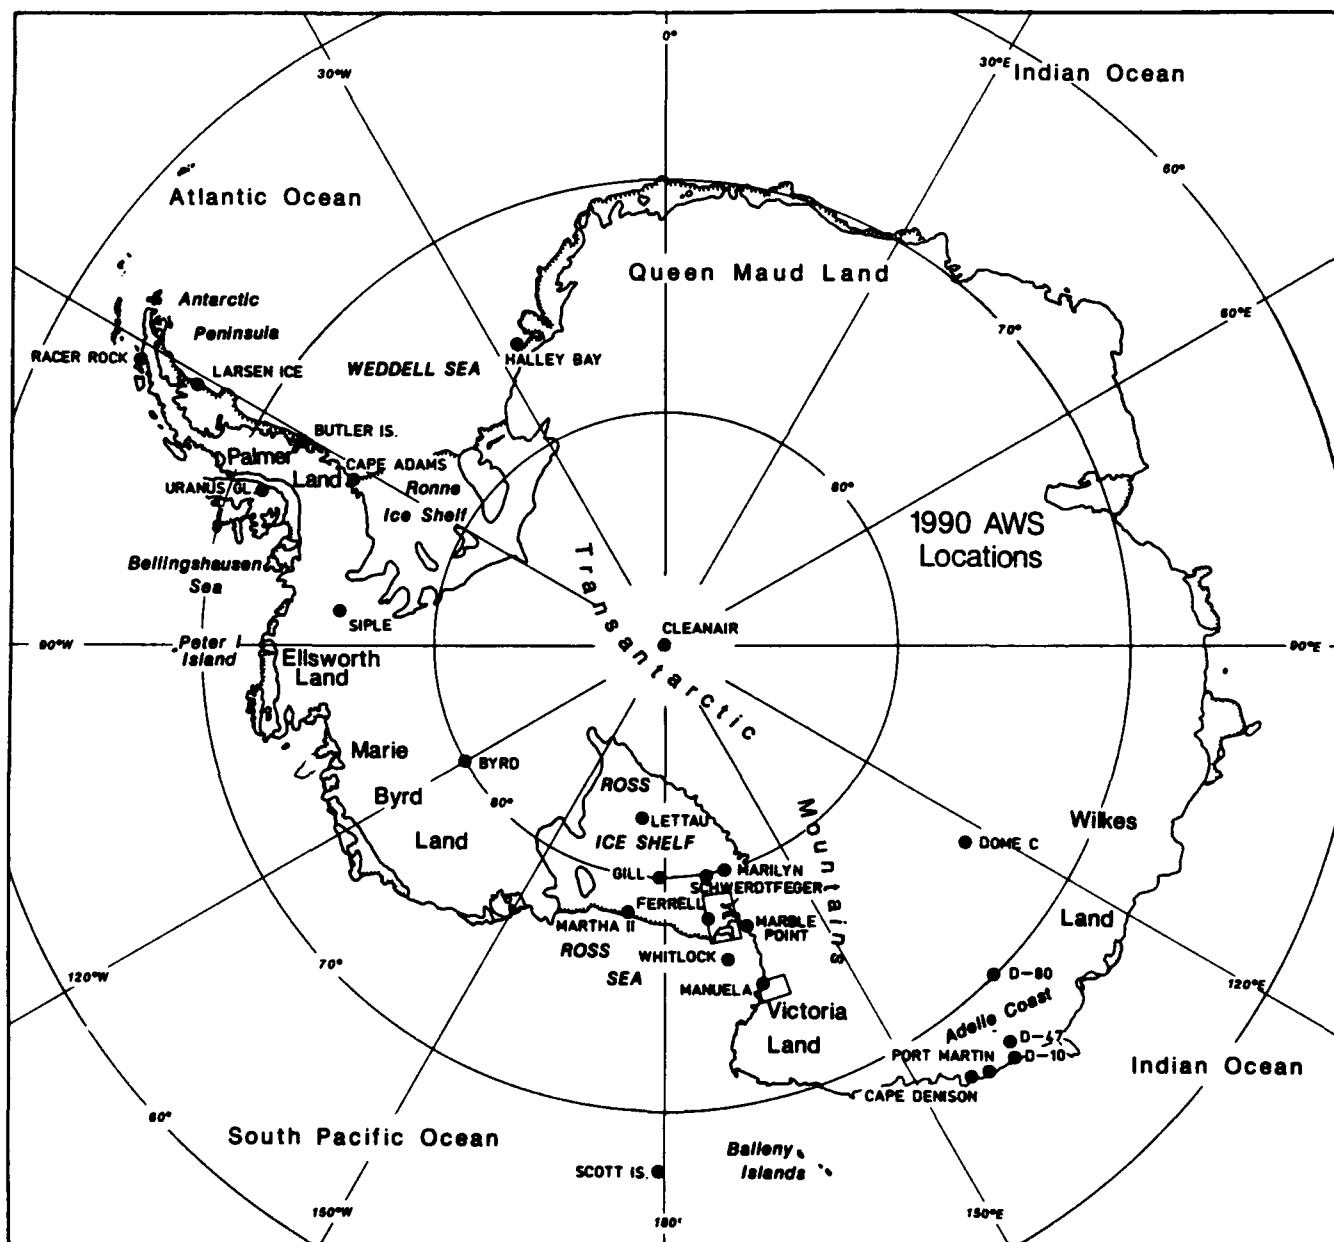 0°
30°W
30°E
Indian Ocean
60°
Atlantic Ocean
Queen Maud Land
Antarctic
Peninsula
60°E
70°
RACER ROCK
HALLEY BAY
LARSEN ICE
WEDDELL SEA
BUTLER IS.
Palmer
Land
CAPE ADAMS
URANUS GL.
Ronne
Ice Shelf
80°
1990 AWS
Locations
Bellingshausen
Sea
Transantarctic
SIPLE
CLEANAIR
90°W
Peter I
Island
Ellsworth
Land
90°E
Marie
Byrd
Land
BYRD
80°
ROSS
ICE SHELF
LETTAU
Mountains
Wilkes
Land
DOME C
GILL
MARILYN
SCHWERDTFEGER
FERRELL
MARTHA II
MARBLE
POINT
ROSS
SEA
WHITLOCK
MANUELA
Victoria
Land
70°
120°W
120°E
D-80
Adelie Coast
D-47
PORT MARTIN
D-10
CAPE DENISON
Indian Ocean
60°
South Pacific Ocean
Balleny
Islands
SCOTT IS.
150°W
180°
150°E